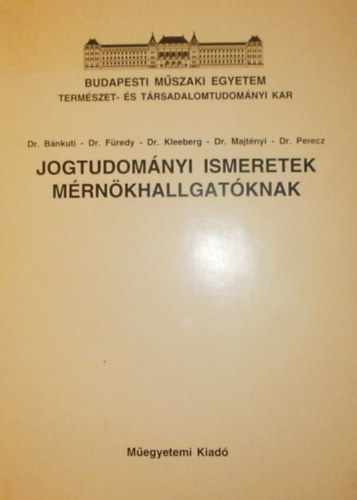 BUDAPESTI MŰSZAKI EGYETEM
TERMÉSZET- ÉS TÁRSADALOMTUDOMÁNYI KAR
Dr. Bánkuti - Dr. Füredy - Dr. Kleeberg - Dr. Majtényi - Dr. Perecz
JOGTUDOMÁNYI ISMERETEK
MÉRNÖKHALLGATÓKNAK
Műegyetemi Kiadó